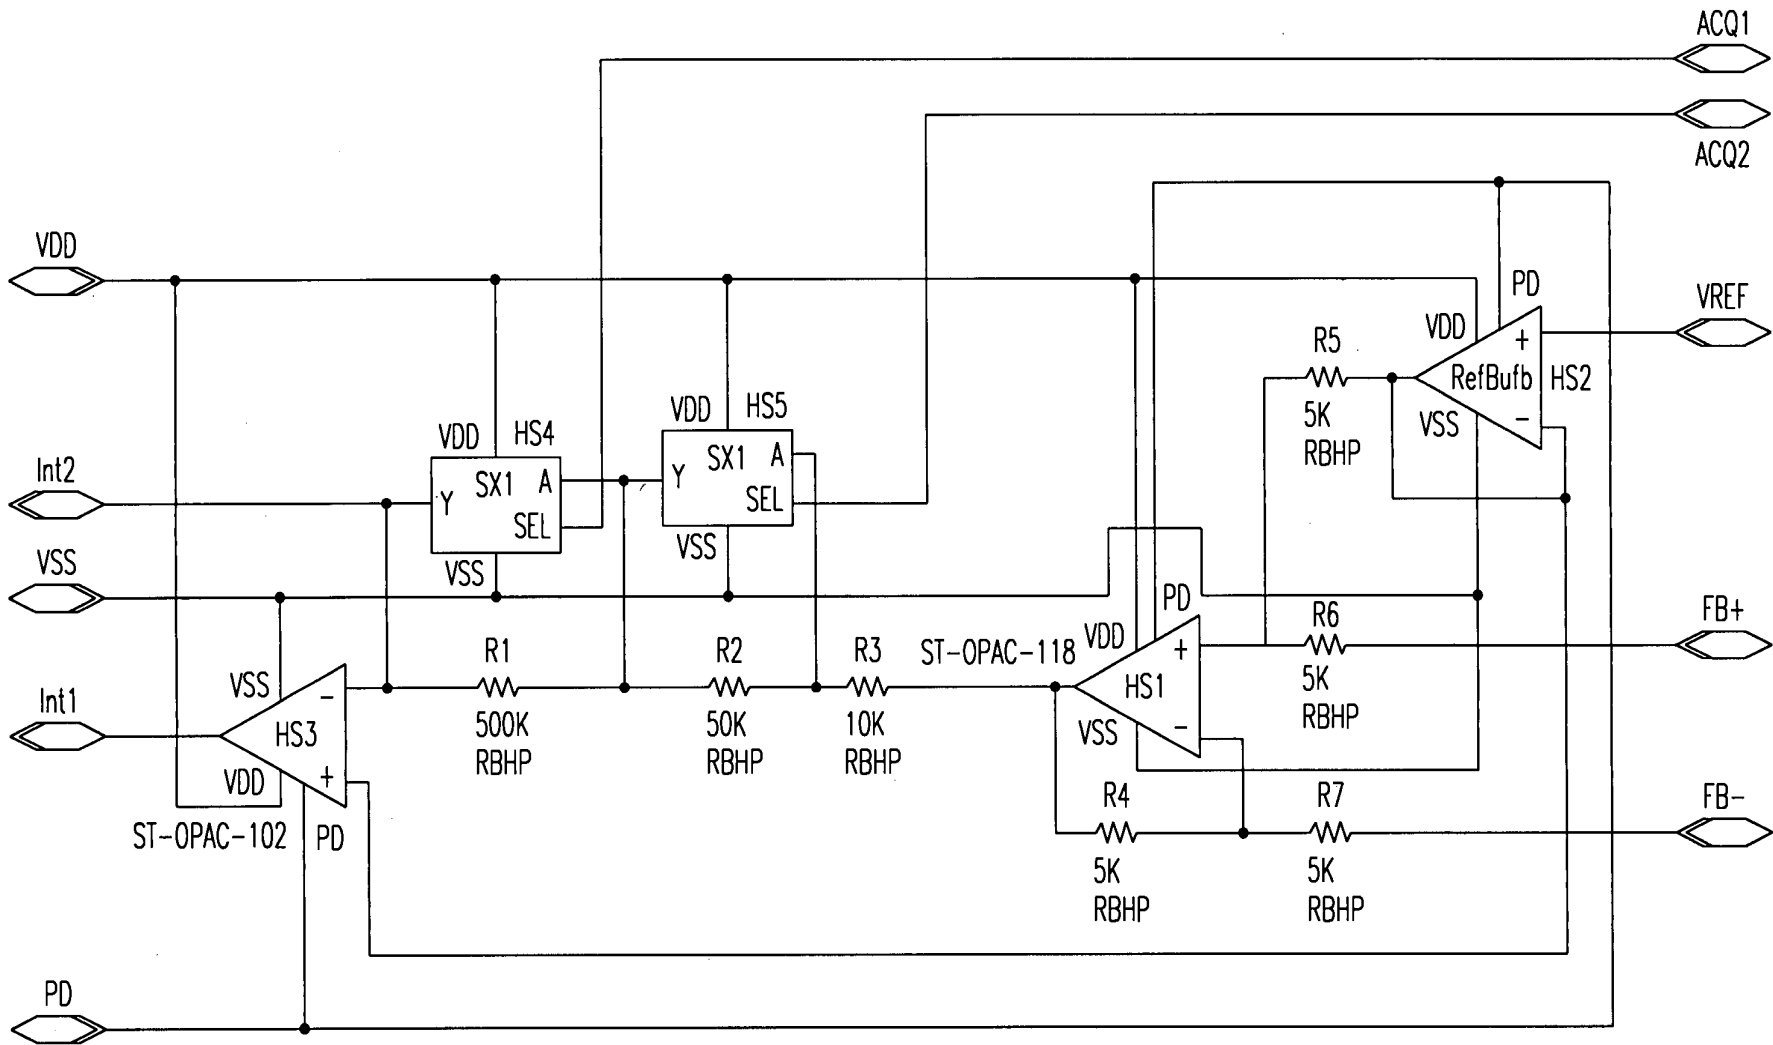 ACQ1
ACQ2
VDD
PD
VREF
VDD
+
R5
RefBufb
HS2
5K
RBHP
VSS
−
VDD
HS5
VDD
HS4
SX1
A
Y
SEL
VSS
Int2
SX1
A
Y
SEL
VSS
VSS
PD
R6
FB+
VDD
ST-OPAC-118
+
R1
R2
R3
HS1
5K
RBHP
VSS
−
Int1
VSS
−
HS3
500K
RBHP
50K
RBHP
10K
RBHP
VDD
+
R4
R7
FB−
ST-OPAC-102
PD
5K
RBHP
5K
RBHP
PD